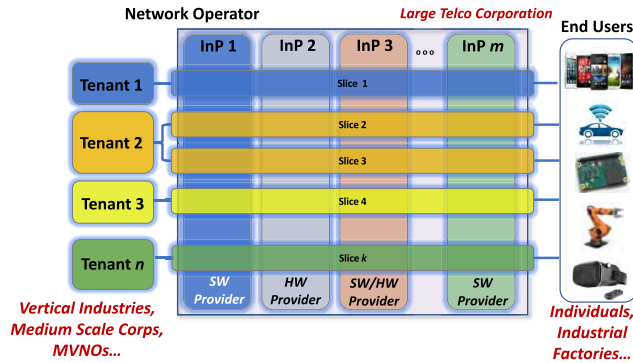 Network Operator
Large Telco Corporation
End Users
InP 1
InP 2
InP 3
InP m
Tenant 1
Slice 1
Tenant 2
Slice 2
Slice 3
Tenant 3
Slice 4
Tenant n
Slice k
SW
Provider
HW
Provider
SW/HW
Provider
SW
Provider
Vertical Industries,
Medium Scale Corps,
MVNOs...
Individuals,
Industrial
Factories...